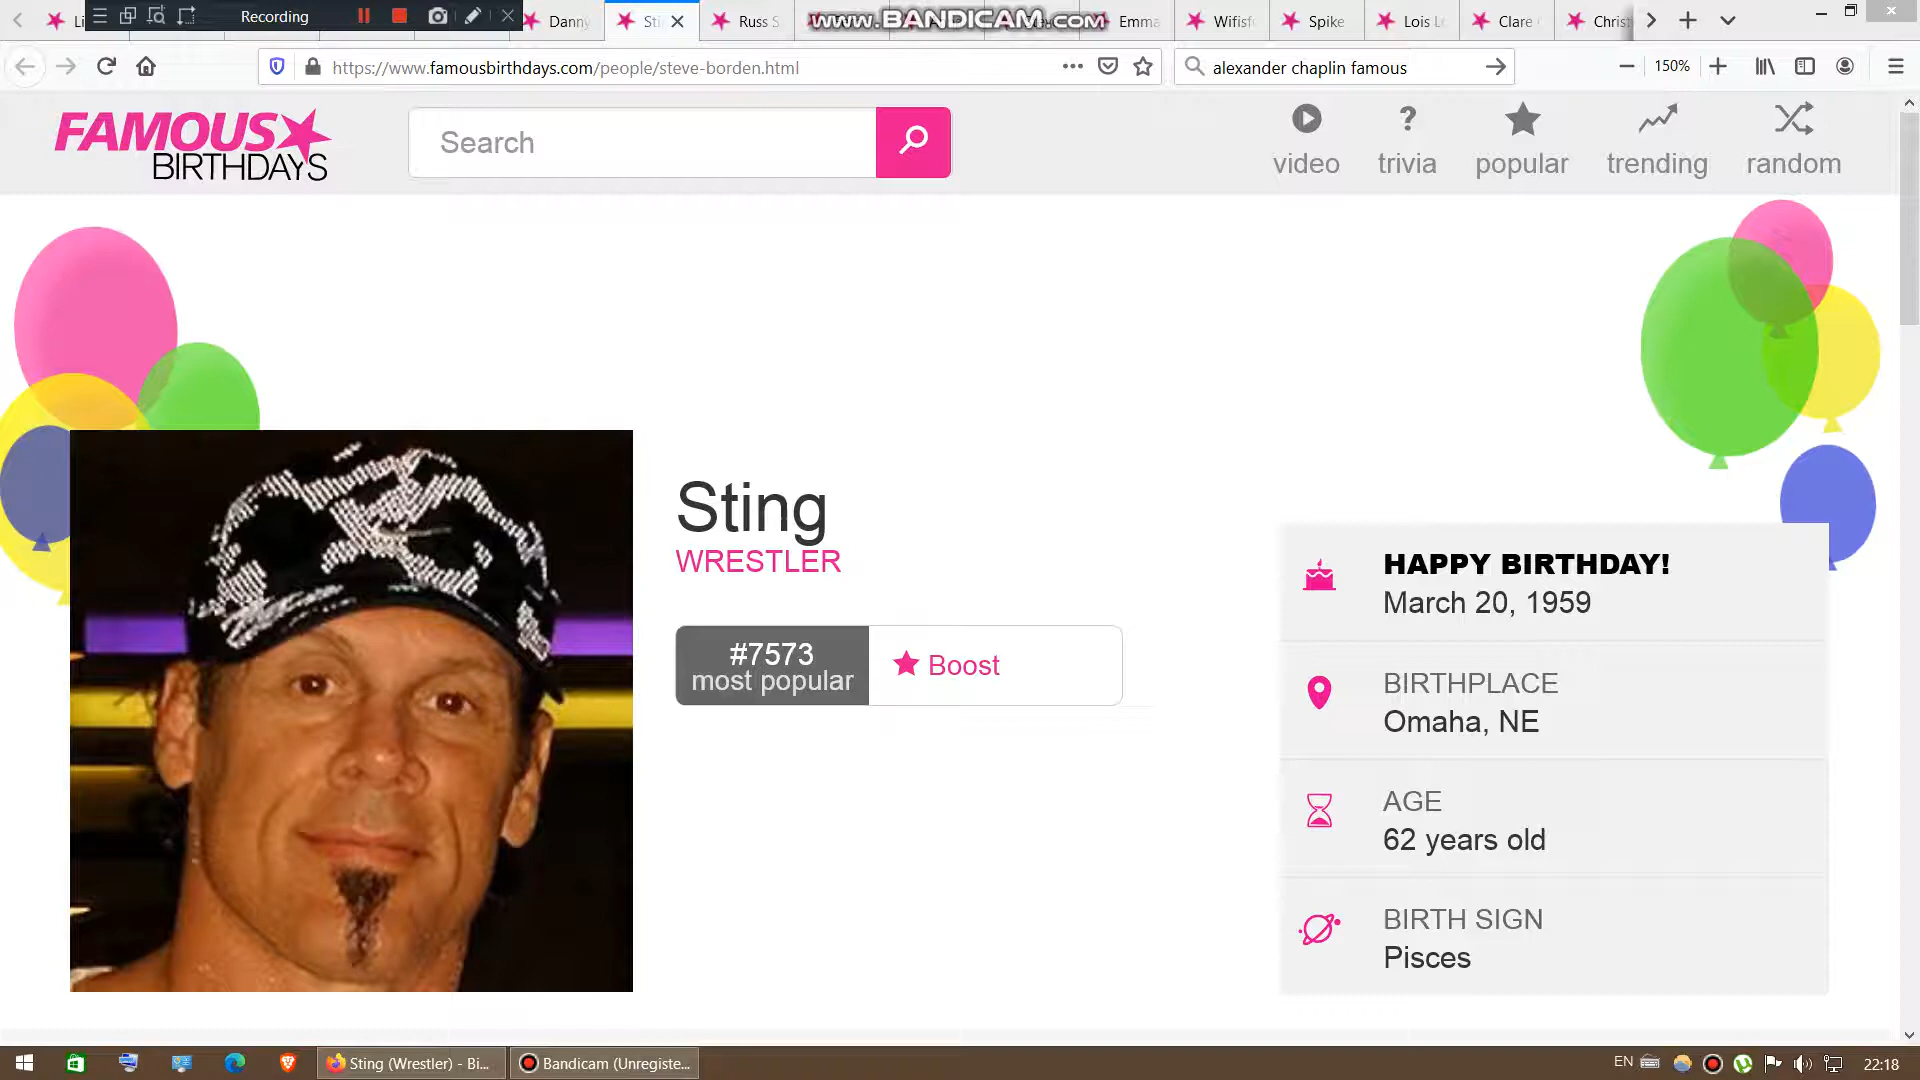 Recording
Danny
Sti
Russ S
WWW.BANDICAM.COM
Emma
Wifisf
Spike
Lois L
Clare
Christ
https://www.famousbirthdays.com/people/steve-borden.html
alexander chaplin famous
150%
FAMOUS
BIRTHDAYS
Search
video
trivia
popular
trending
random
Sting
WRESTLER
#7573
most popular
Boost
HAPPY BIRTHDAY!
March 20, 1959
BIRTHPLACE
Omaha, NE
AGE
62 years old
BIRTH SIGN
Pisces
Sting (Wrestler) - Bi...
Bandicam (Unregiste...
EN
22:18